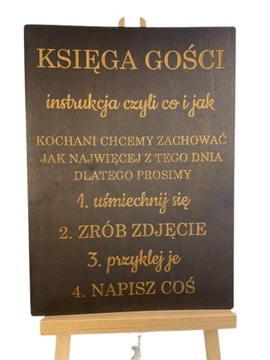 KSIĘGA GOŚCI
instrukcja czyli co i jak
KOCHANI CHCEMY ZACHOWAĆ
JAK NAJWIĘCEJ Z TEGO DNIA
DLATEGO PROSIMY
1. uśmiechnij się
2. ZRÓB ZDJĘCIE
3. przyklej je
4. NAPISZ COŚ